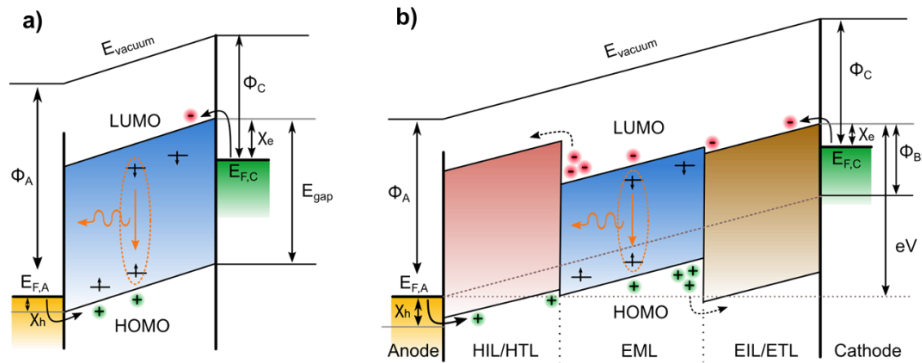 a)
E_vacuum
Φ_C
LUMO
χ_e
E_F,C
Φ_A
E_gap
E_F,A
χ_h
HOMO
b)
E_vacuum
Φ_C
LUMO
χ_e
Φ_B
E_F,C
Φ_A
eV
E_F,A
χ_h
HOMO
Anode HIL/HTL EML EIL/ETL Cathode